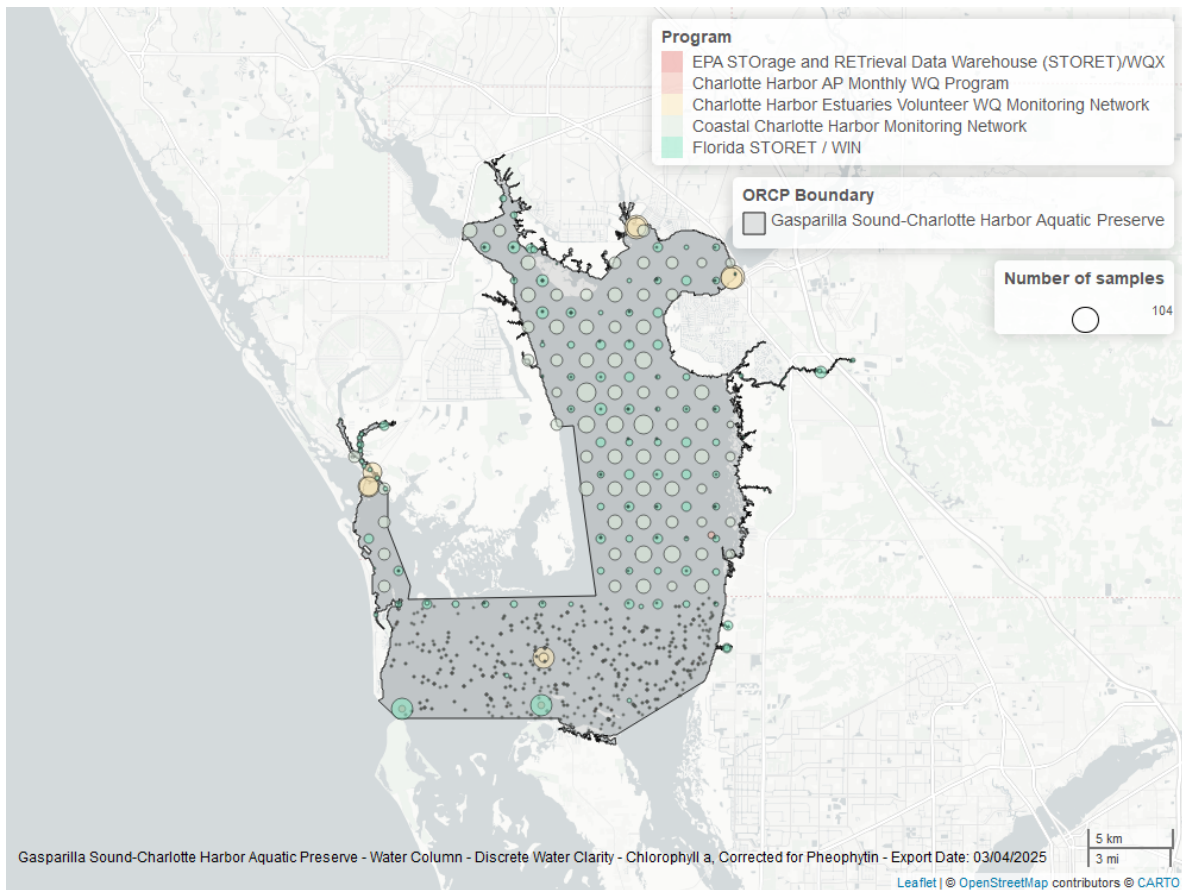 Program
EPA STOrage and RETrieval Data Warehouse (STORET)/WQX
Charlotte Harbor AP Monthly WQ Program
Charlotte Harbor Estuaries Volunteer WQ Monitoring Network
Coastal Charlotte Harbor Monitoring Network
Florida STORET / WIN
ORCP Boundary
Gasparilla Sound-Charlotte Harbor Aquatic Preserve
Number of samples
104
5 km
3 mi
Gasparilla Sound-Charlotte Harbor Aquatic Preserve - Water Column - Discrete Water Clarity - Chlorophyll a, Corrected for Pheophytin - Export Date: 03/04/2025
Leaflet | © OpenStreetMap contributors © CARTO